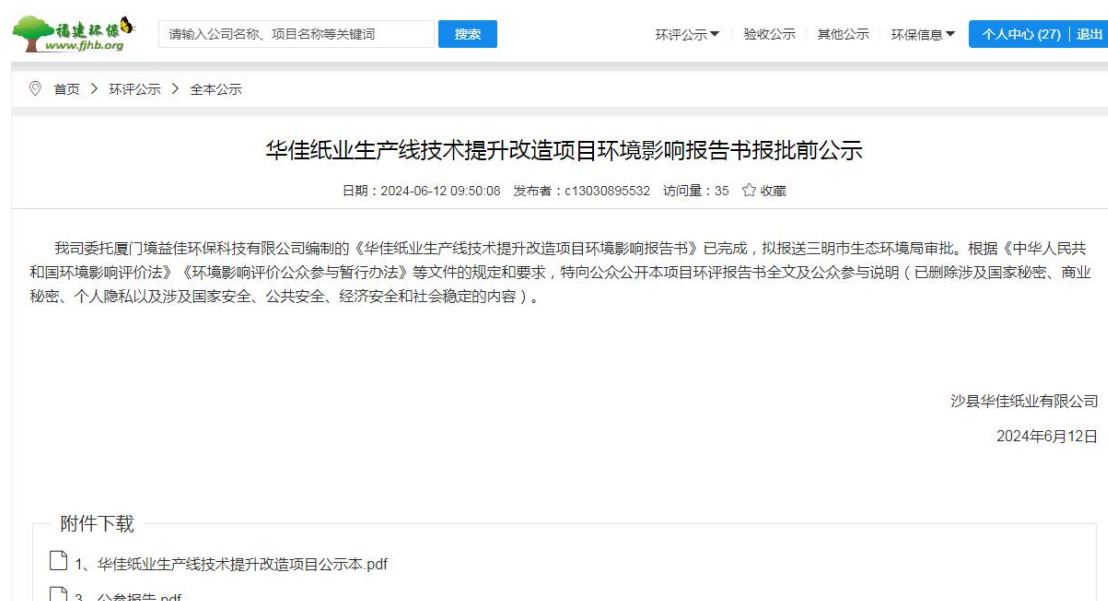 福建环保
www.fjhb.org
请输入公司名称、项目名称等关键词
搜索
环评公示▼ 验收公示 其他公示 环保信息▼ 个人中心 (27) | 退出
首页 > 环评公示 > 全本公示
华佳纸业生产线技术提升改造项目环境影响报告书报批前公示
日期：2024-06-12 09:50:08 发布者：c13030895532 访问量：35 ☆ 收藏
我司委托厦门境益佳环保科技有限公司编制的《华佳纸业生产线技术提升改造项目环境影响报告书》已完成，拟报送三明市生态环境局审批。根据《中华人民共
和国环境影响评价法》《环境影响评价公众参与暂行办法》等文件的规定和要求，特向公众公开本项目环评报告书全文及公众参与说明（已删除涉及国家秘密、商业
秘密、个人隐私以及涉及国家安全、公共安全、经济安全和社会稳定的内容）。
沙县华佳纸业有限公司
2024年6月12日
附件下载
1、华佳纸业生产线技术提升改造项目公示本.pdf
3、公参报告.pdf